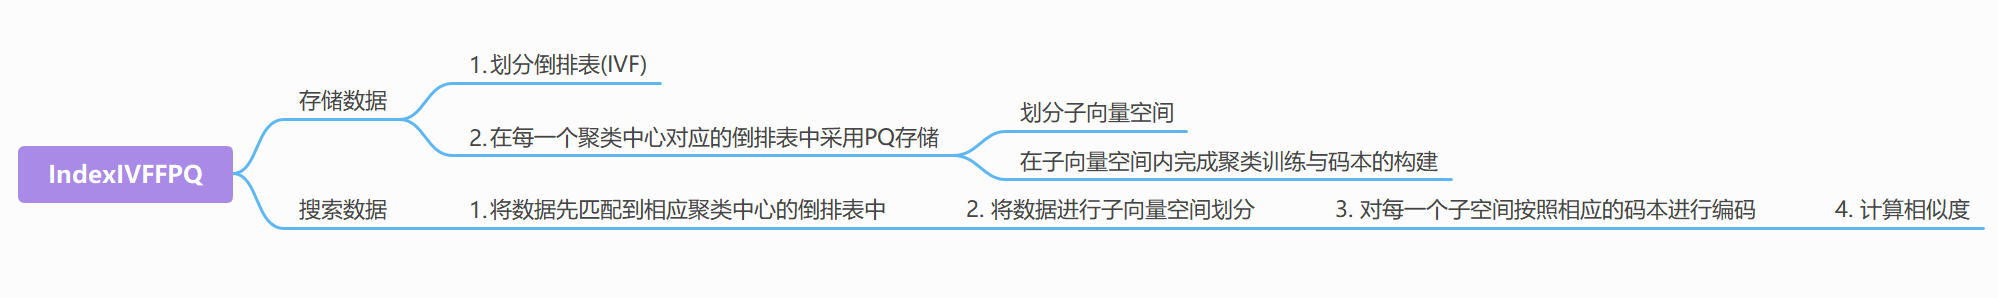 IndexIVFFPQ
存储数据
1.划分倒排表(IVF)
2.在每一个聚类中心对应的倒排表中采用PQ存储
划分子向量空间
在子向量空间内完成聚类训练与码本的构建
搜索数据
1.将数据先匹配到相应聚类中心的倒排表中
2. 将数据进行子向量空间划分
3. 对每一个子空间按照相应的码本进行编码
4. 计算相似度